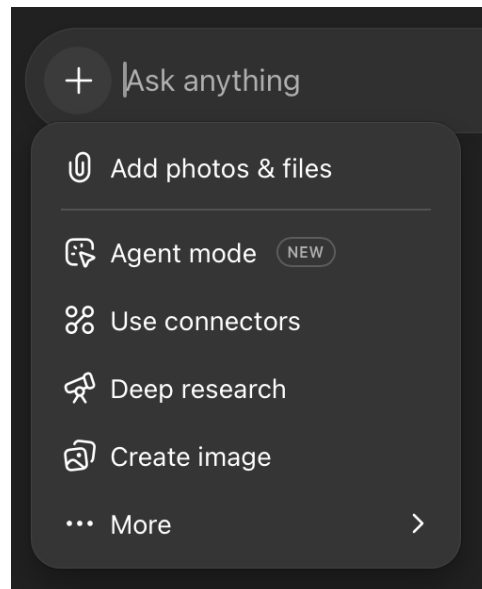 Ask anything
Add photos & files
Agent mode NEW
Use connectors
Deep research
Create image
More